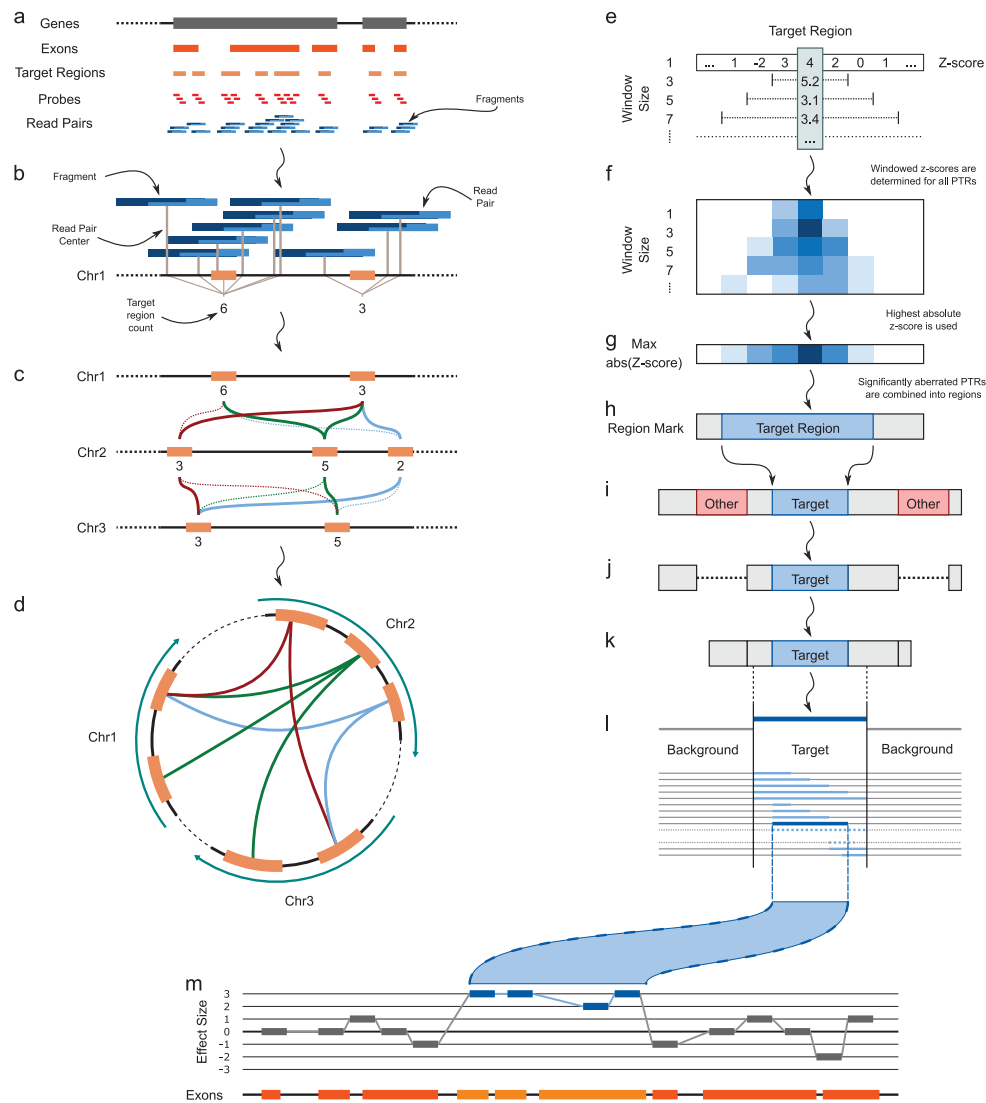 a
Genes
Exons
Target Regions
Probes
Read Pairs
Fragments
b
Fragment
Read
Pair
Read Pair
Center
Chr1
Target
region
count
6
3
c
Chr1
6
3
Chr2
3
5
2
Chr3
3
5
d
Chr2
Chr1
Chr3
e
Target Region
Window
Size
1
... 1 -2 3 4 2 0 1 ...
Z-score
3
5.2
5
3.1
7
3.4
...
Windowed z-scores are
determined for all PTRs
f
Window
Size
1
3
5
7
...
Highest absolute
z-score is used
g
Max
abs(Z-score)
Significantly aberrated PTRs
are combined into regions
h
Region Mark
Target Region
i
Other
Target
Other
j
Target
k
Target
l
Background
Target
Background
m
Effect Size
3
2
1
0
-1
-2
-3
Exons